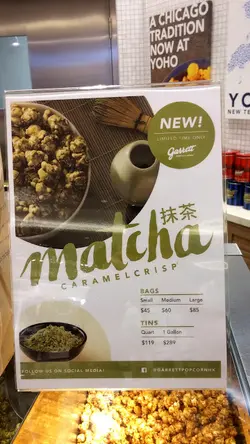 A CHICAGO
TRADITION
NOW AT
YOHO
NEW!
LIMITED TIME ONLY
Garrett
抹茶
matcha
CARAMELCRISP
BAGS
Small Medium Large
$45 $60 $85
TINS
Quart 1 Gallon
$119 $289
FOLLOW US ON SOCIAL MEDIA!
@GARRETTPOPCORNHK